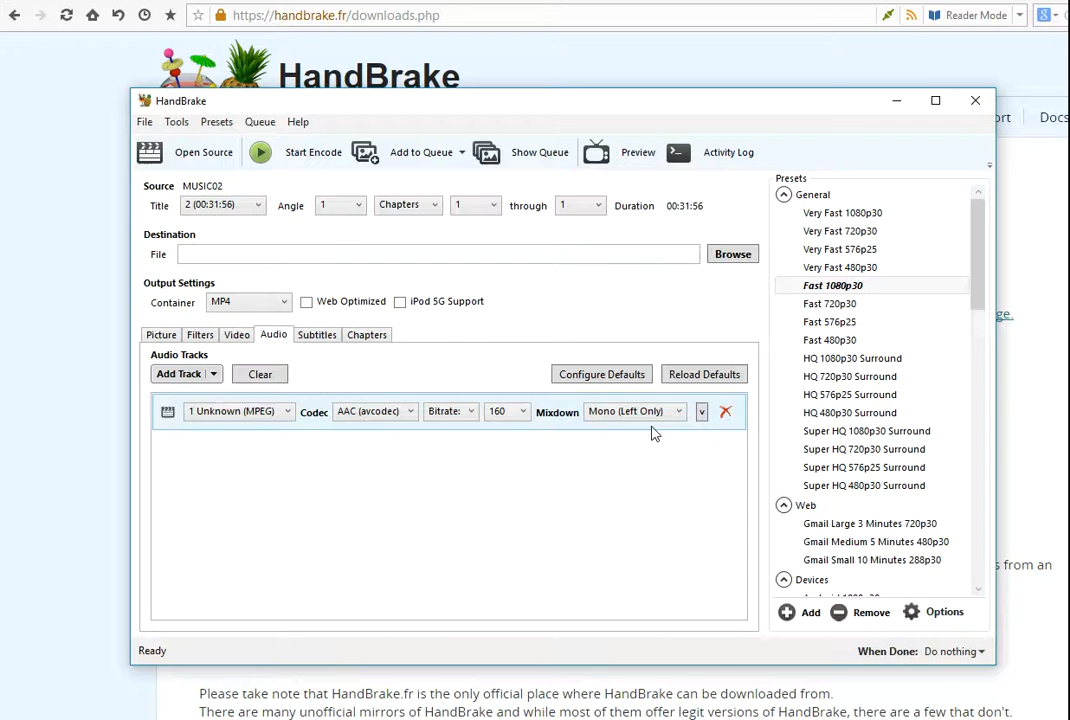 https://handbrake.fr/downloads.php
Reader Mode
HandBrake
HandBrake
File Tools Presets Queue Help
ort Docs
Open Source Start Encode Add to Queue Show Queue Preview Activity Log
Source MUSIC02
Title 2 (00:31:56) Angle 1 Chapters 1 through 1 Duration 00:31:56
Destination
File Browse
Output Settings
Container MP4 Web Optimized iPod 5G Support
Picture Filters Video Audio Subtitles Chapters
Audio Tracks
Add Track Clear Configure Defaults Reload Defaults
1 Unknown (MPEG) Codec AAC (avcodec) Bitrate: 160 Mixdown Mono (Left Only)
Presets
General
Very Fast 1080p30
Very Fast 720p30
Very Fast 576p25
Very Fast 480p30
Fast 1080p30
Fast 720p30
Fast 576p25
Fast 480p30
HQ 1080p30 Surround
HQ 720p30 Surround
HQ 576p25 Surround
HQ 480p30 Surround
Super HQ 1080p30 Surround
Super HQ 720p30 Surround
Super HQ 576p25 Surround
Super HQ 480p30 Surround
Web
Gmail Large 3 Minutes 720p30
Gmail Medium 5 Minutes 480p30
Gmail Small 10 Minutes 288p30
Devices
Add Remove Options
ge.
s from an
Ready When Done: Do nothing
Please take note that HandBrake.fr is the only official place where HandBrake can be downloaded from.
There are many unofficial mirrors of HandBrake and while most of them offer legit versions of HandBrake, there are a few that don't.